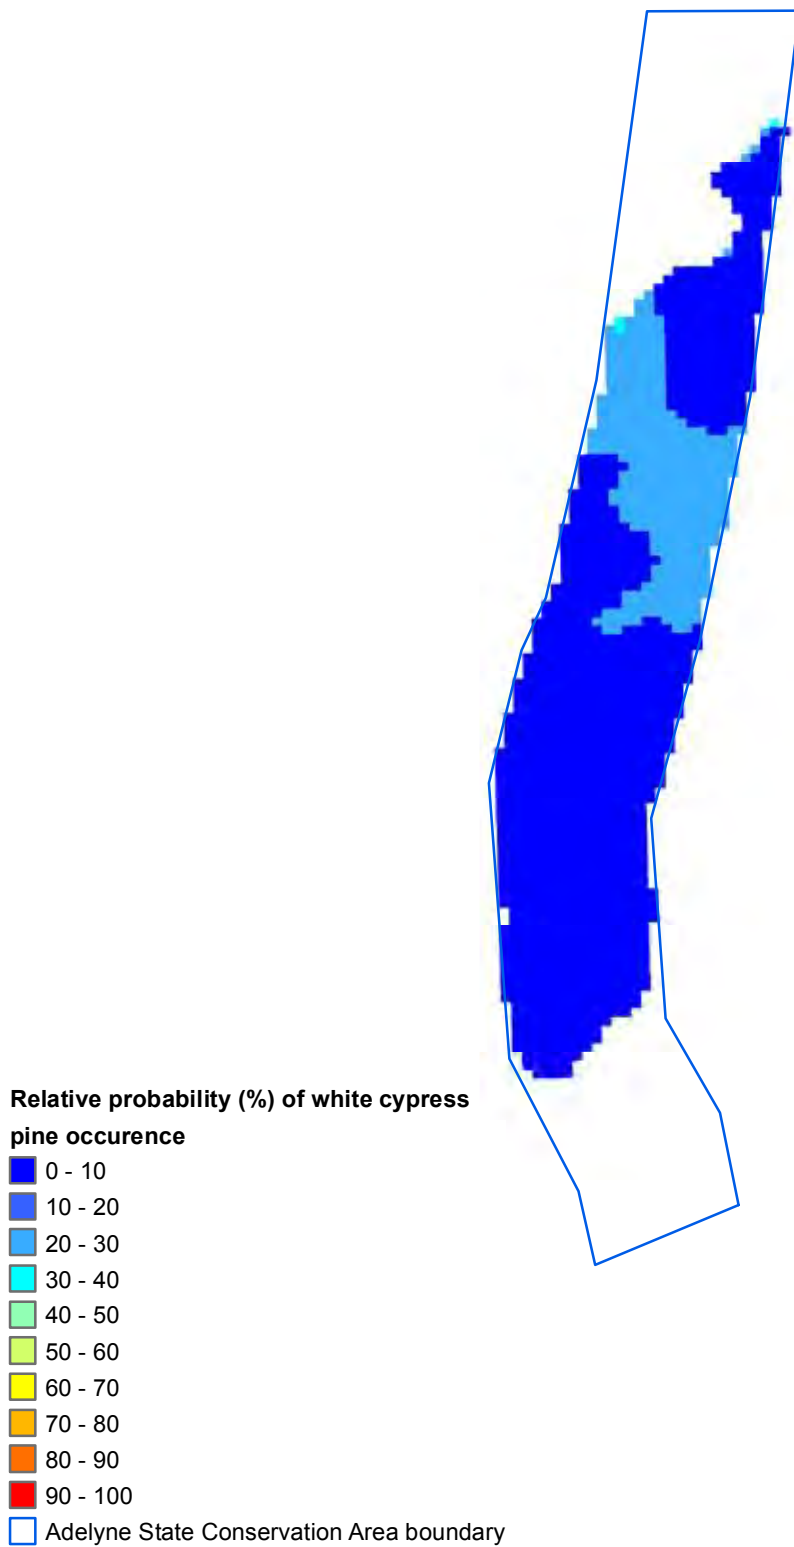 Relative probability (%) of white cypress
pine occurence
0 - 10
10 - 20
20 - 30
30 - 40
40 - 50
50 - 60
60 - 70
70 - 80
80 - 90
90 - 100
Adelyne State Conservation Area boundary